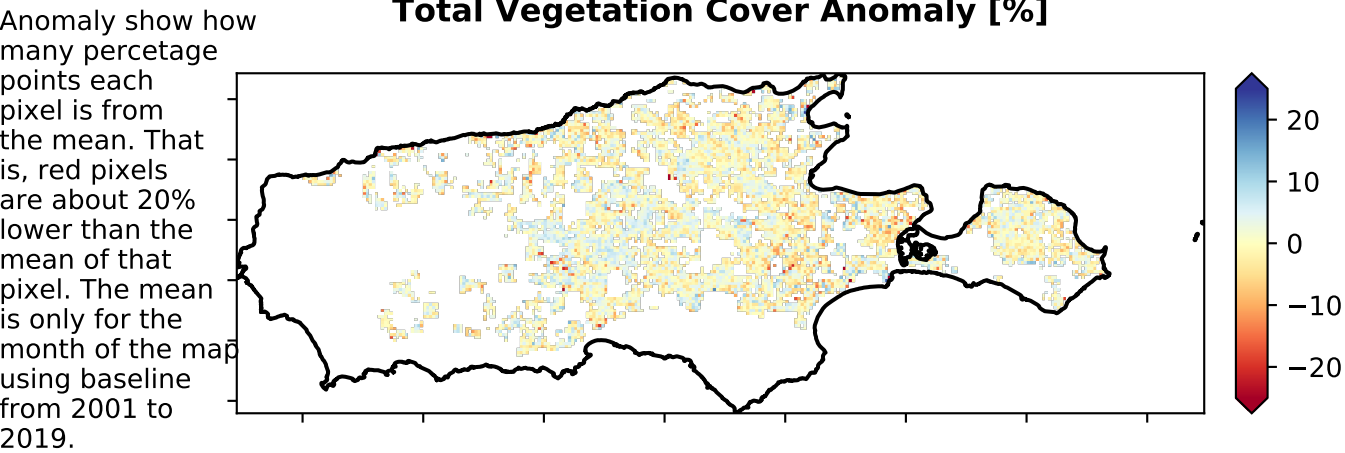 Total Vegetation Cover Anomaly [%]
Anomaly show how
many percetage
points each
pixel is from
the mean. That
is, red pixels
are about 20%
lower than the
mean of that
pixel. The mean
is only for the
month of the map
using baseline
from 2001 to
2019.
20
10
0
−10
−20